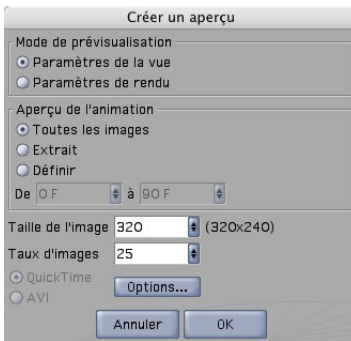 Créer un aperçu
Mode de prévisualisation
Paramètres de la vue
Paramètres de rendu
Aperçu de l'animation
Toutes les images
Extrait
Définir
De 0 F à 90 F
Taille de l'image 320 (320x240)
Taux d'images 25
QuickTime
AVI
Options...
Annuler OK